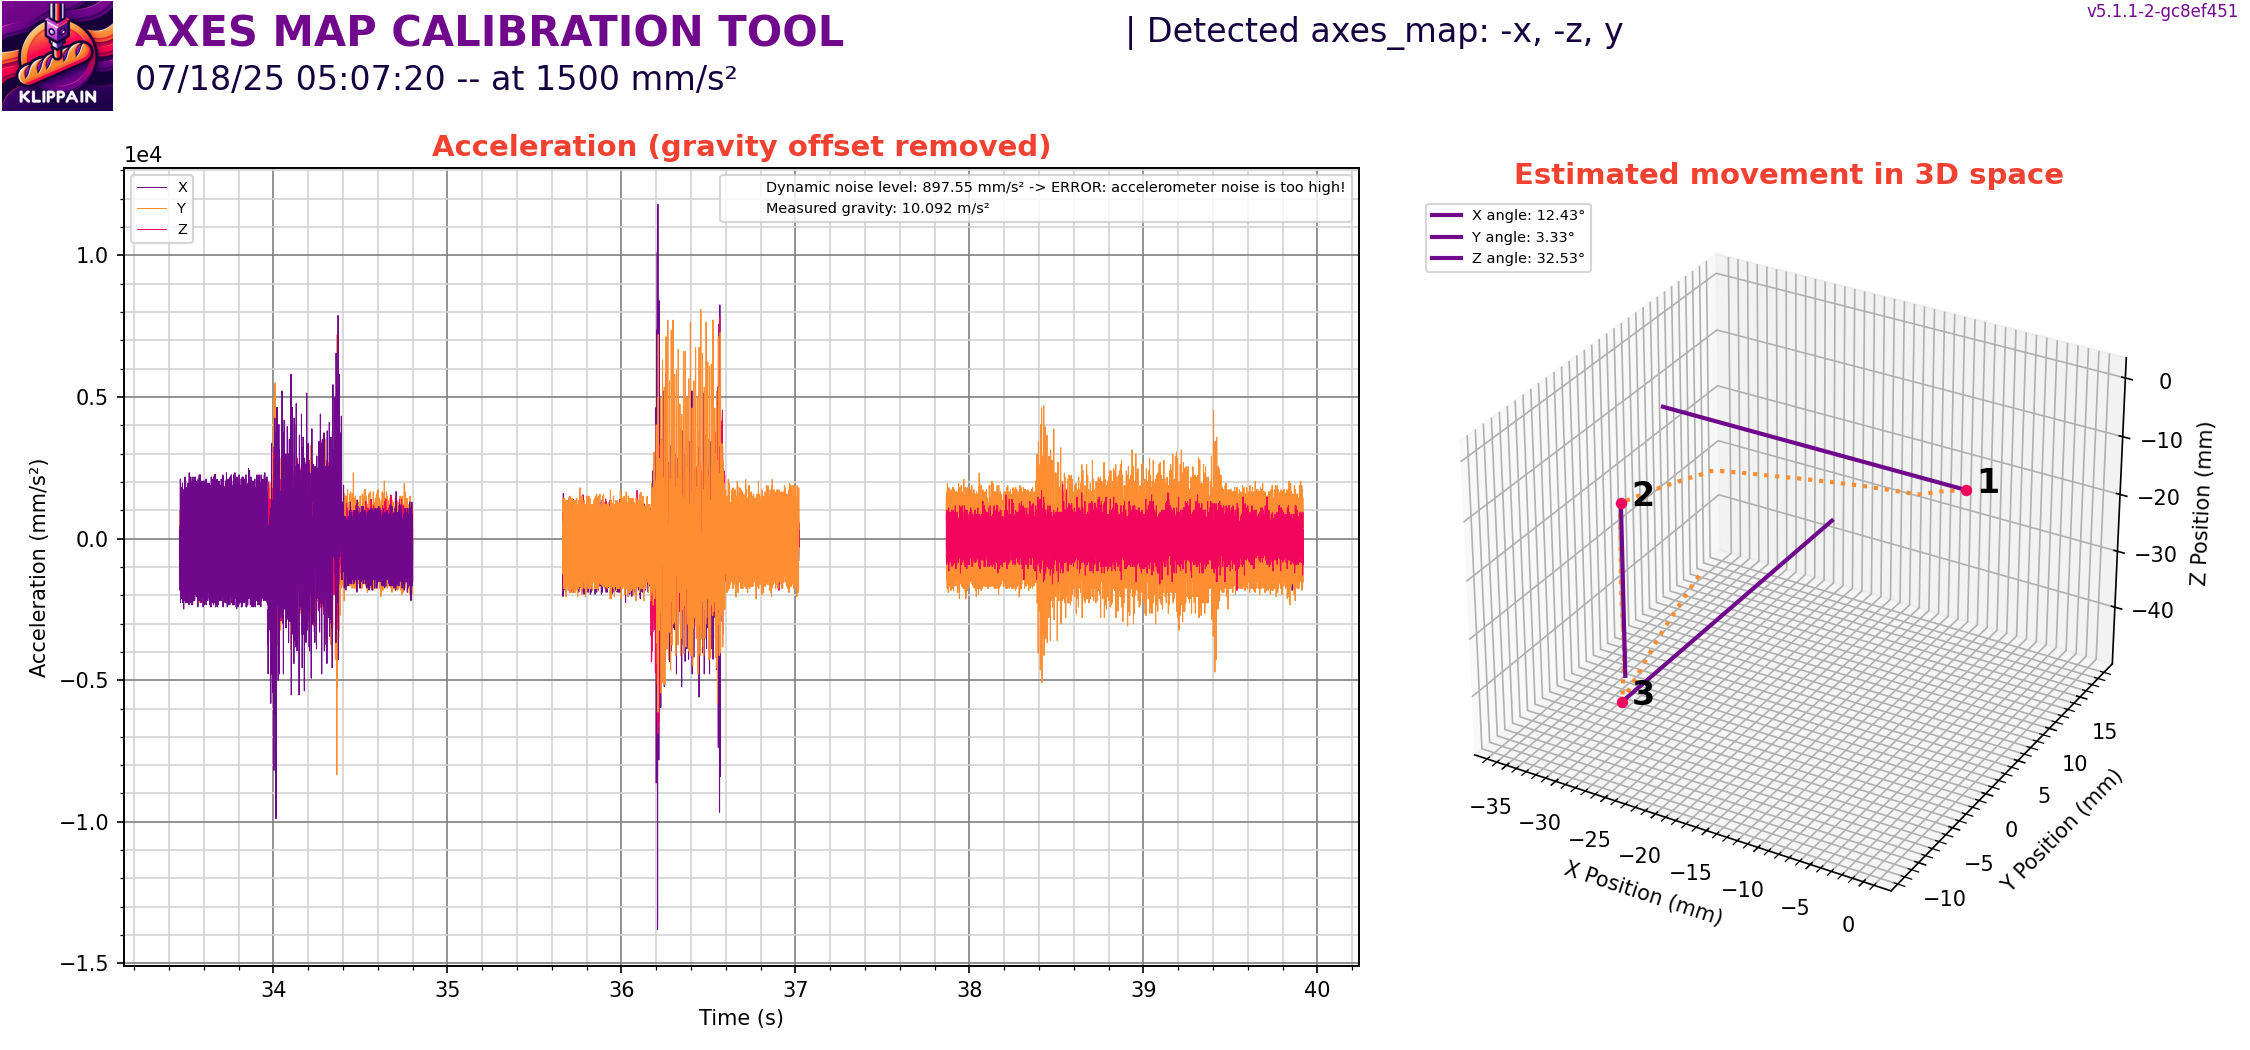 AXES MAP CALIBRATION TOOL
| Detected axes_map: -x, -z, y
v5.1.1-2-gc8ef451
07/18/25 05:07:20 -- at 1500 mm/s²
KLIPPAIN
Acceleration (gravity offset removed)
1e4
X
Y
Z
Dynamic noise level: 897.55 mm/s² -> ERROR: accelerometer noise is too high!
Measured gravity: 10.092 m/s²
1.0
0.5
0.0
−0.5
−1.0
−1.5
Acceleration (mm/s²)
34 35 36 37 38 39 40
Time (s)
Estimated movement in 3D space
X angle: 12.43°
Y angle: 3.33°
Z angle: 32.53°
1
2
3
0
−10
−20
−30
−40
Z Position (mm)
15
10
5
0
−5
−10
Y Position (mm)
−35
−30
−25
−20
−15
−10
−5
0
X Position (mm)